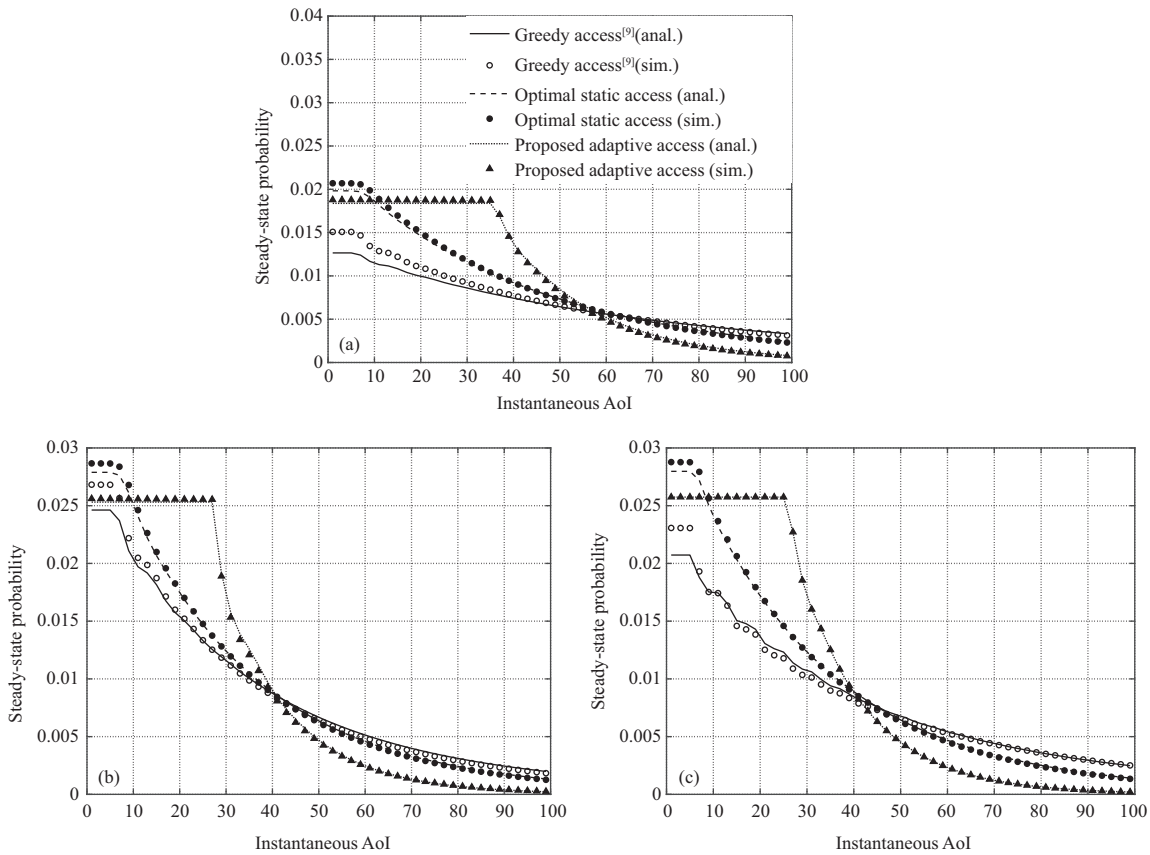 0.04
0.035
0.03
0.025
0.02
0.015
0.01
0.005
0
Steady-state probability
Greedy access[9](anal.)
Greedy access[9](sim.)
Optimal static access (anal.)
Optimal static access (sim.)
Proposed adaptive access (anal.)
Proposed adaptive access (sim.)
(a)
0 10 20 30 40 50 60 70 80 90 100
Instantaneous AoI
0.03
0.025
0.02
0.015
0.01
0.005
0
Steady-state probability
(b)
0 10 20 30 40 50 60 70 80 90 100
Instantaneous AoI
0.03
0.025
0.02
0.015
0.01
0.005
0
Steady-state probability
(c)
0 10 20 30 40 50 60 70 80 90 100
Instantaneous AoI